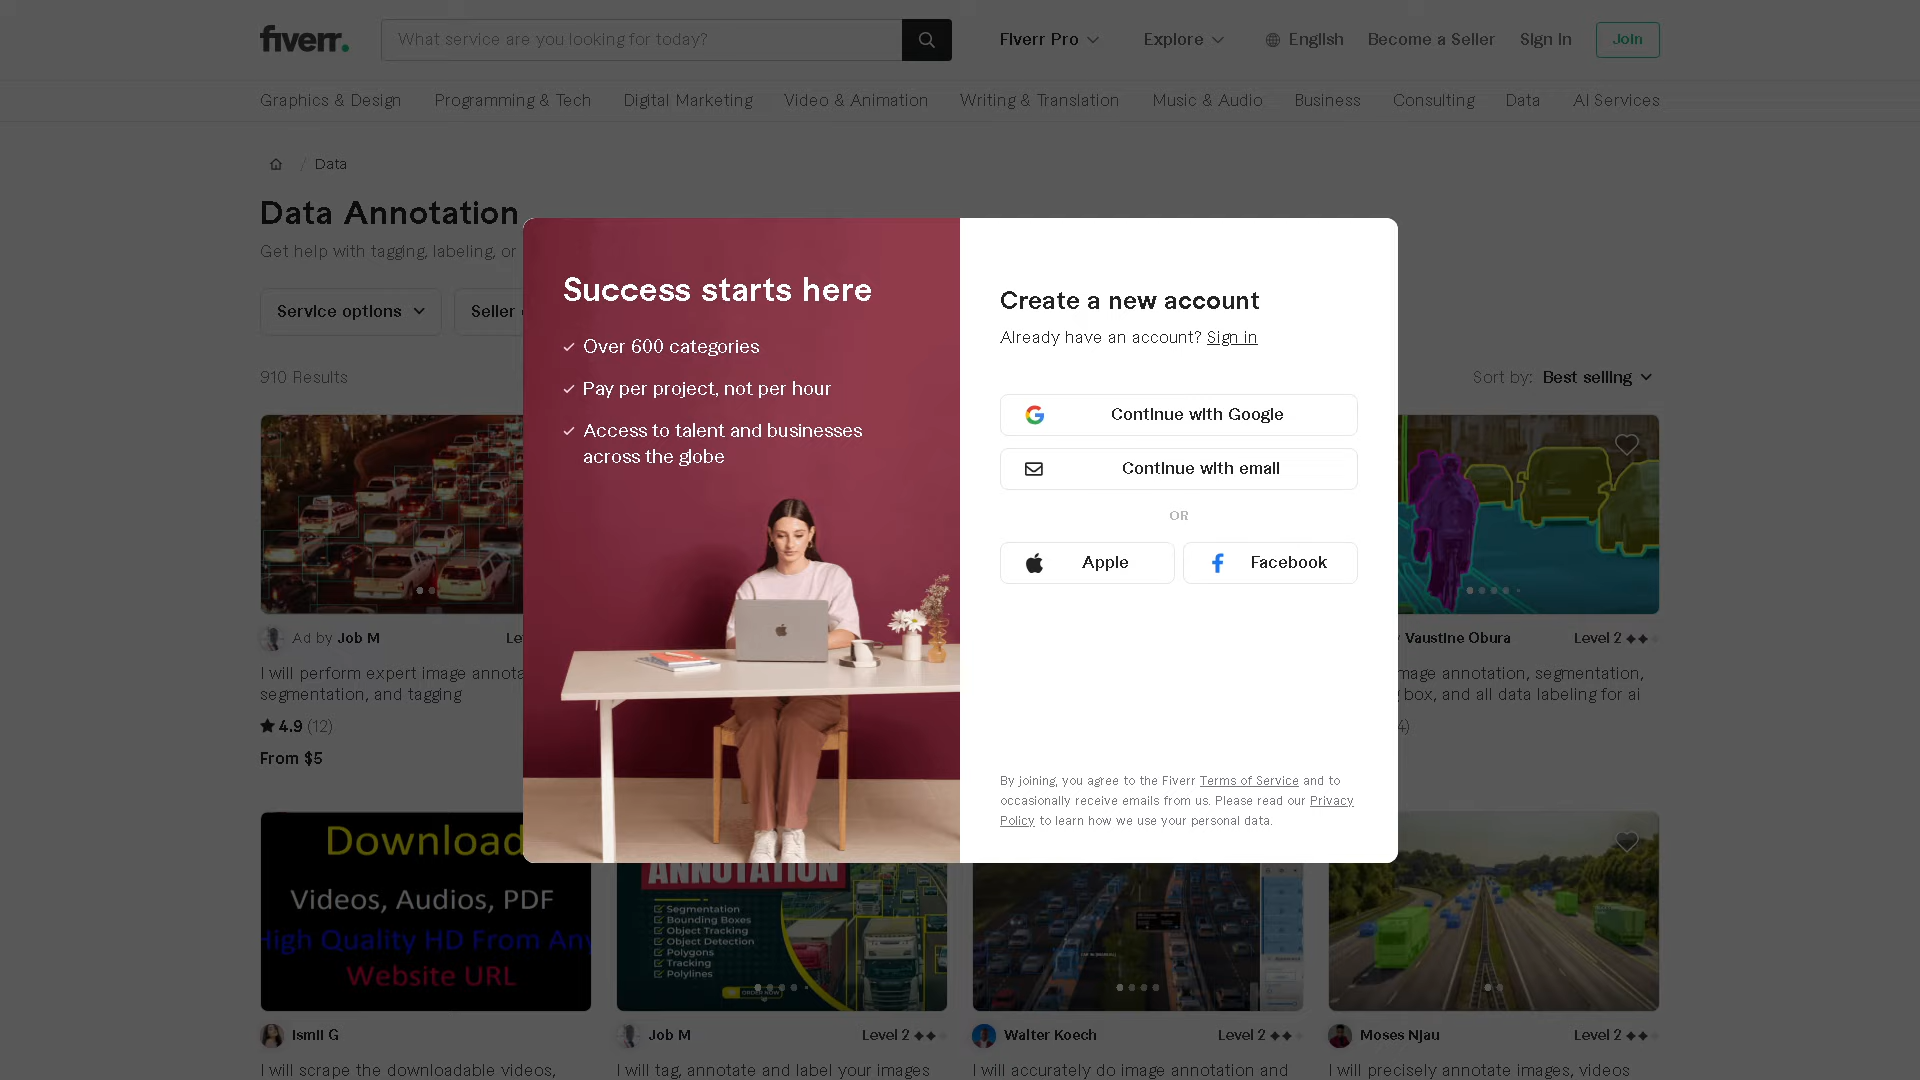 fiverr.
What service are you looking for today?
Fiverr Pro
Explore
English
Become a Seller
Sign in
Join
Graphics & Design
Programming & Tech
Digital Marketing
Video & Animation
Writing & Translation
Music & Audio
Business
Consulting
Data
AI Services
/ Data
Data Annotation
Get help with tagging, labeling, or
Service options
Seller
910 Results
Sort by: Best selling
Success starts here
Over 600 categories
Pay per project, not per hour
Access to talent and businesses
across the globe
Create a new account
Already have an account? Sign in
Continue with Google
Continue with email
OR
Apple
Facebook
By joining, you agree to the Fiverr Terms of Service and to
occasionally receive emails from us. Please read our Privacy
Policy to learn how we use your personal data.
Ad by Job M
I will perform expert image annota
segmentation, and tagging
4.9 (12)
From $5
Vaustine Obura
Level 2
mage annotation, segmentation,
box, and all data labeling for ai
4)
Download
Videos, Audios, PDF
High Quality HD From Any
Website URL
ANNOTATION
Segmentation
Bounding Boxes
Object Tracking
Object Detection
Polygons
Tracking
Polylines
ORDER NOW
Ismil G
Job M
Level 2
Walter Koech
Level 2
Moses Njau
Level 2
I will scrape the downloadable videos,
I will tag, annotate and label your images
I will accurately do image annotation and
I will precisely annotate images, videos